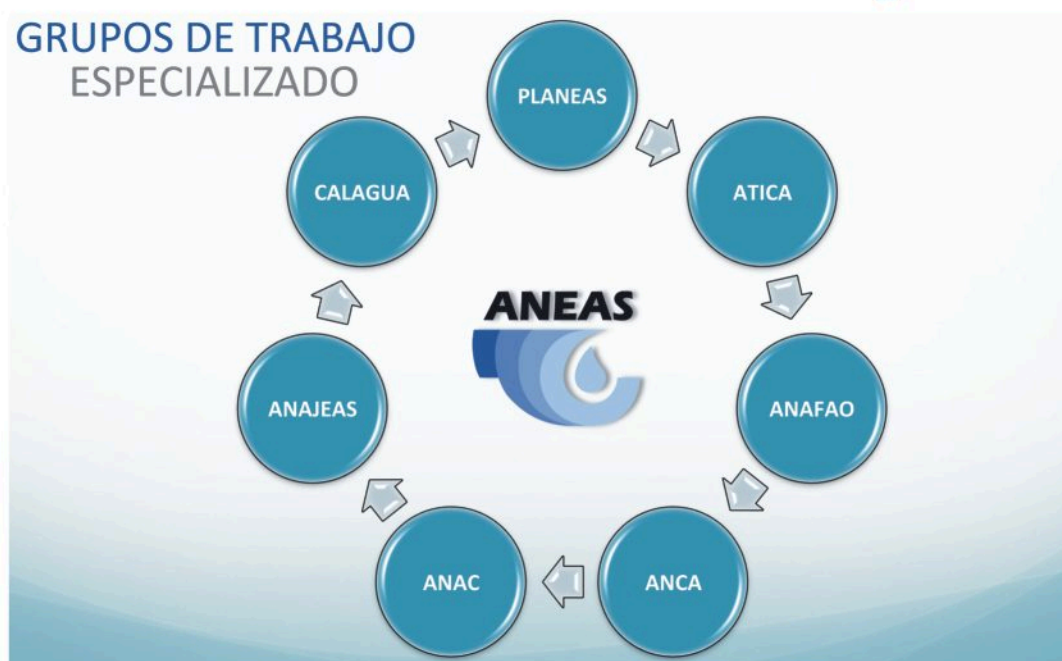 GRUPOS DE TRABAJO
ESPECIALIZADO
PLANEAS
ATICA
ANAFAO
ANCA
ANAC
ANAJEAS
CALAGUA
ANEAS